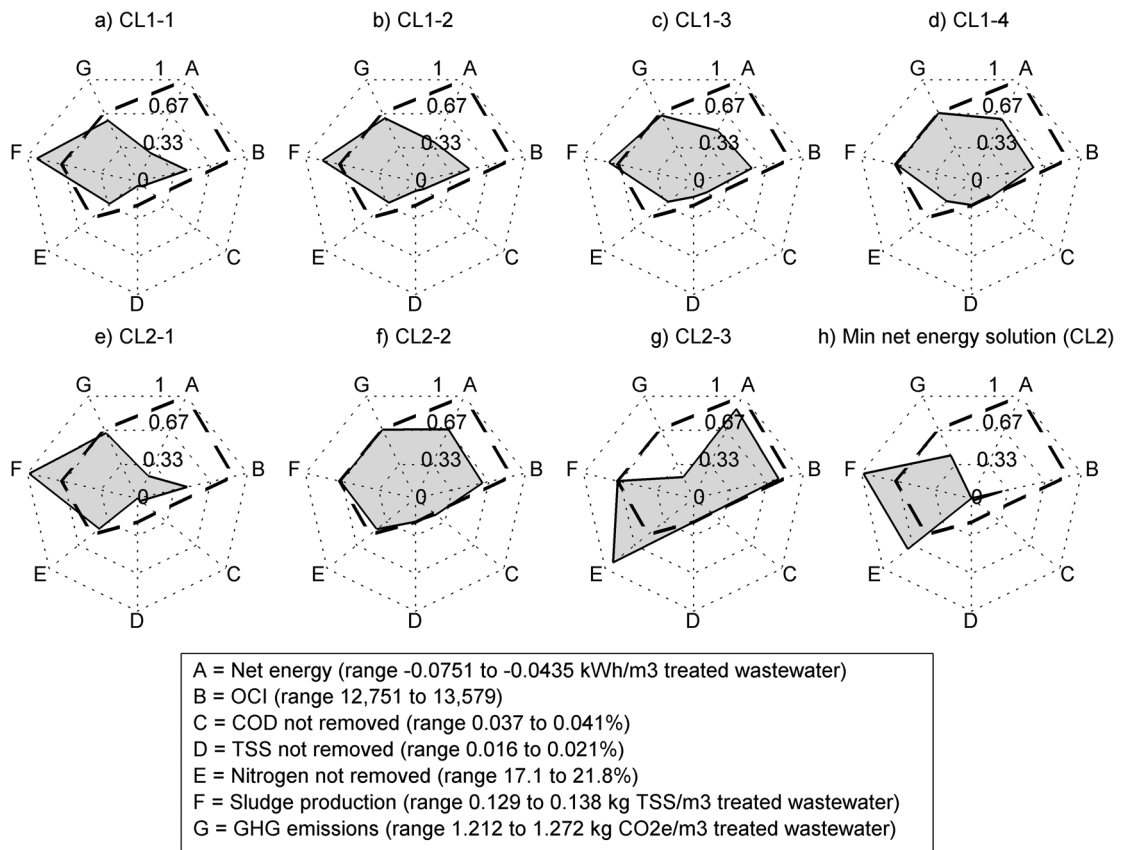 a) CL1-1
b) CL1-2
c) CL1-3
d) CL1-4
G 1 A
0.67
0.33
F B
0
E C
D
G 1 A
0.67
0.33
F B
0
E C
D
G 1 A
0.67
0.33
F B
0
E C
D
G 1 A
0.67
0.33
F B
0
E C
D
e) CL2-1
f) CL2-2
g) CL2-3
h) Min net energy solution (CL2)
G 1 A
0.67
0.33
F B
0
E C
D
G 1 A
0.67
0.33
F B
0
E C
D
G 1 A
0.67
0.33
F B
0
E C
D
G 1 A
0.67
0.33
F B
0
E C
D
A = Net energy (range -0.0751 to -0.0435 kWh/m3 treated wastewater)
B = OCI (range 12,751 to 13,579)
C = COD not removed (range 0.037 to 0.041%)
D = TSS not removed (range 0.016 to 0.021%)
E = Nitrogen not removed (range 17.1 to 21.8%)
F = Sludge production (range 0.129 to 0.138 kg TSS/m3 treated wastewater)
G = GHG emissions (range 1.212 to 1.272 kg CO2e/m3 treated wastewater)